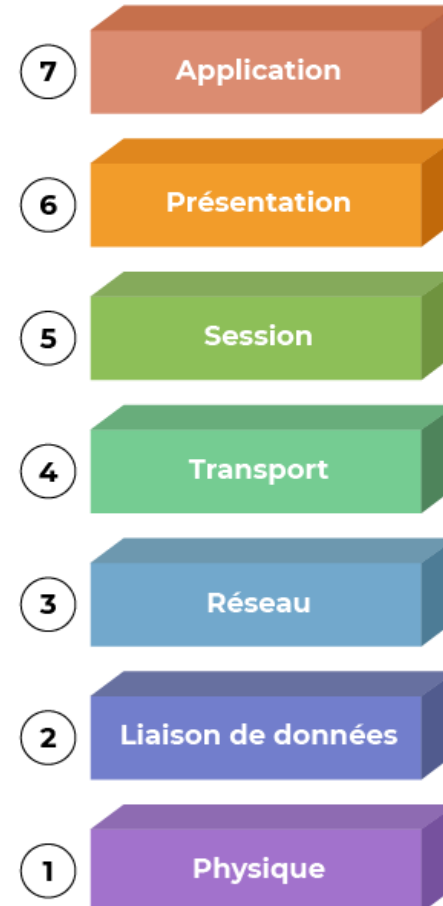 7 Application
6 Présentation
5 Session
4 Transport
3 Réseau
2 Liaison de données
1 Physique